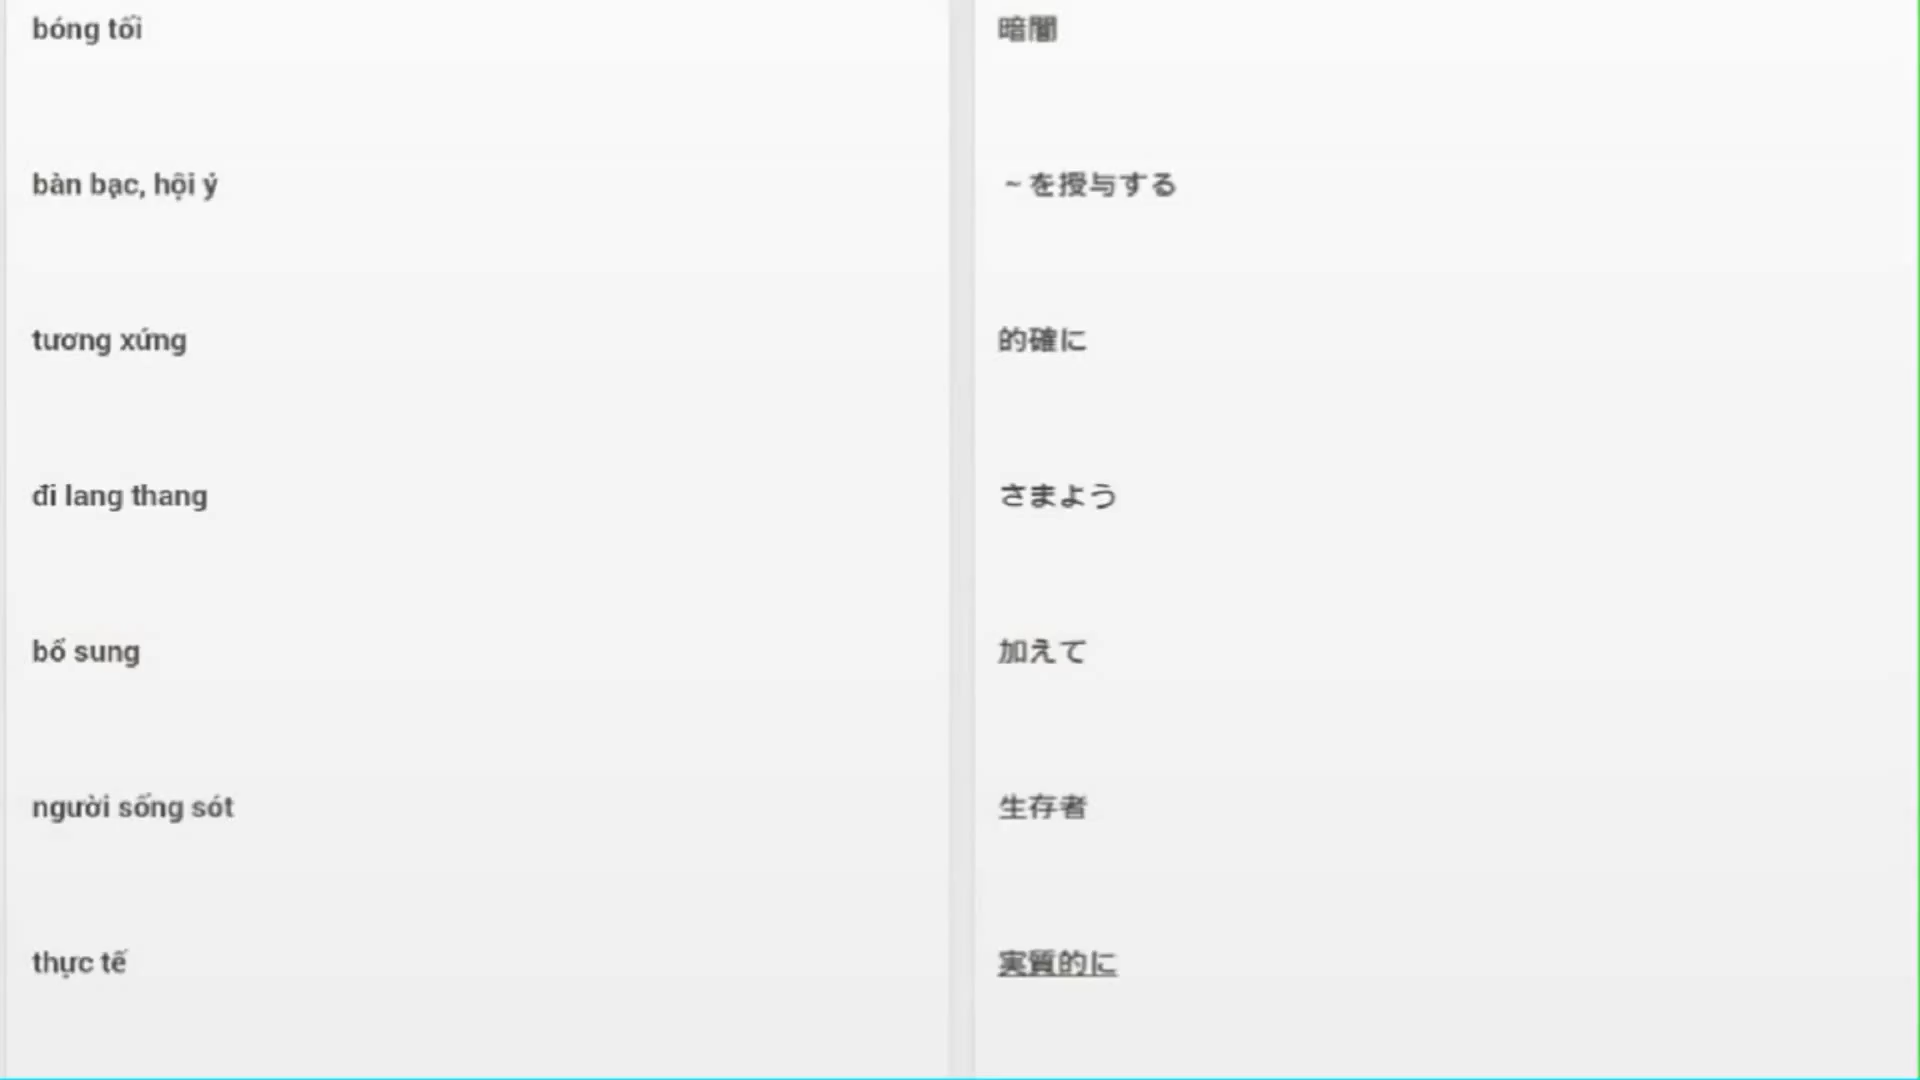 bóng tối
暗闇
bàn bạc, hội ý
~を授与する
tương xứng
的確に
đi lang thang
さまよう
bổ sung
加えて
người sống sót
生存者
thực tế
実質的に